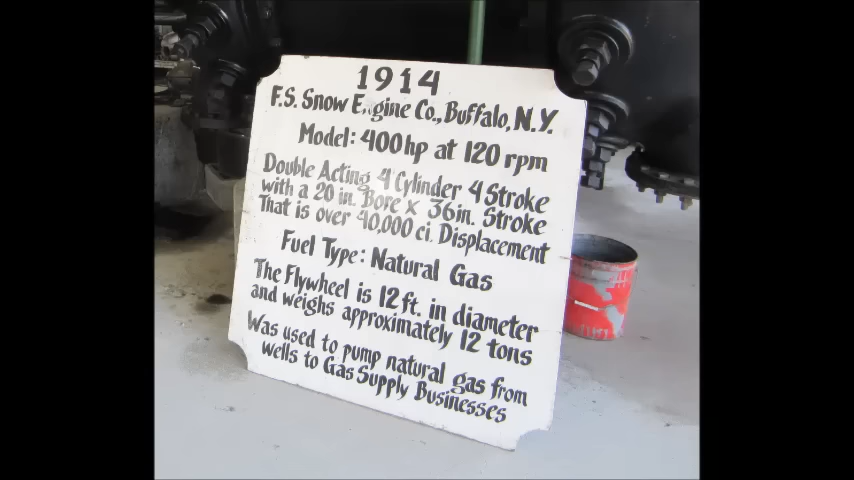 1914
F.S. Snow Engine Co., Buffalo, N.Y.
Model: 400 hp at 120 rpm
Double Acting 4 Cylinder 4 Stroke
with a 20 in. Bore x 36 in. Stroke
That is over 40,000 ci. Displacement
Fuel Type: Natural Gas
The Flywheel is 12 ft. in diameter
and weighs approximately 12 tons
Was used to pump natural gas from
wells to Gas Supply Businesses